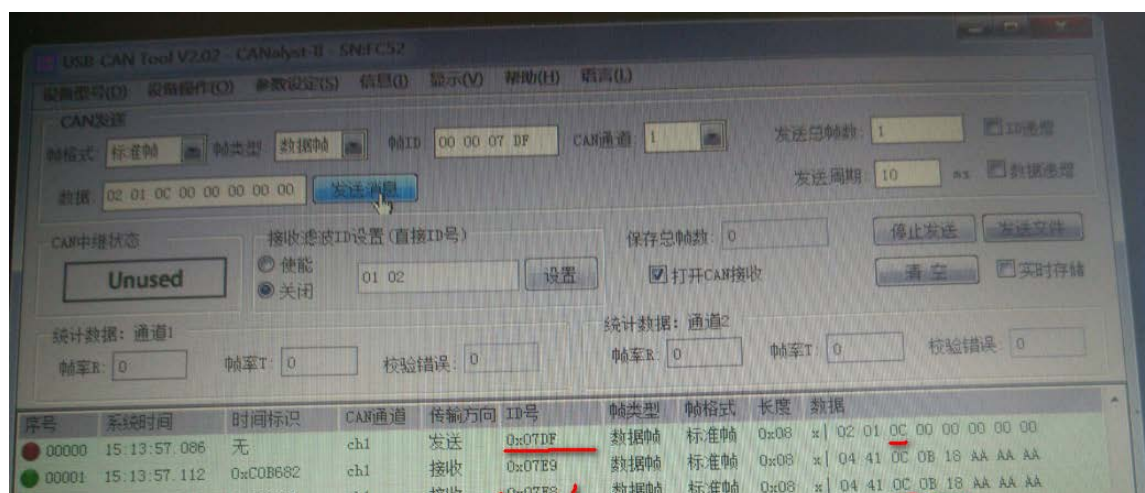 USB-CAN Tool V2.02 - CANalyst-II - SN:FC52
设备型号(D) 设备操作(O) 参数设定(S) 信息(I) 显示(V) 帮助(H) 语言(L)
CAN发送
帧格式: 标准帧 帧类型: 数据帧 帧ID: 00 00 07 DF CAN通道: 1 发送总帧数: 1 ID递增
数据: 02 01 0C 00 00 00 00 00 发送消息 发送周期: 10 ms 数据递增
CAN中继状态 接收滤波ID设置(直接ID号) 保存总帧数: 0 停止发送 发送文件
Unused 使能 关闭 01 02 设置 打开CAN接收 清空 实时存储
统计数据: 通道1 统计数据: 通道2
帧率R: 0 帧率T: 0 校验错误: 0 帧率R: 0 帧率T: 0 校验错误: 0
序号 系统时间 时间标识 CAN通道 传输方向 ID号 帧类型 帧格式 长度 数据
00000 15:13:57.086 无 ch1 发送 0x07DF 数据帧 标准帧 0x08 x| 02 01 0C 00 00 00 00 00
00001 15:13:57.112 0xC0B682 ch1 接收 0x07E9 数据帧 标准帧 0x08 x| 04 41 0C 0B 18 AA AA AA
ch1 接收 0x07E8 数据帧 标准帧 0x08 x| 04 41 0C 0B 18 AA AA AA